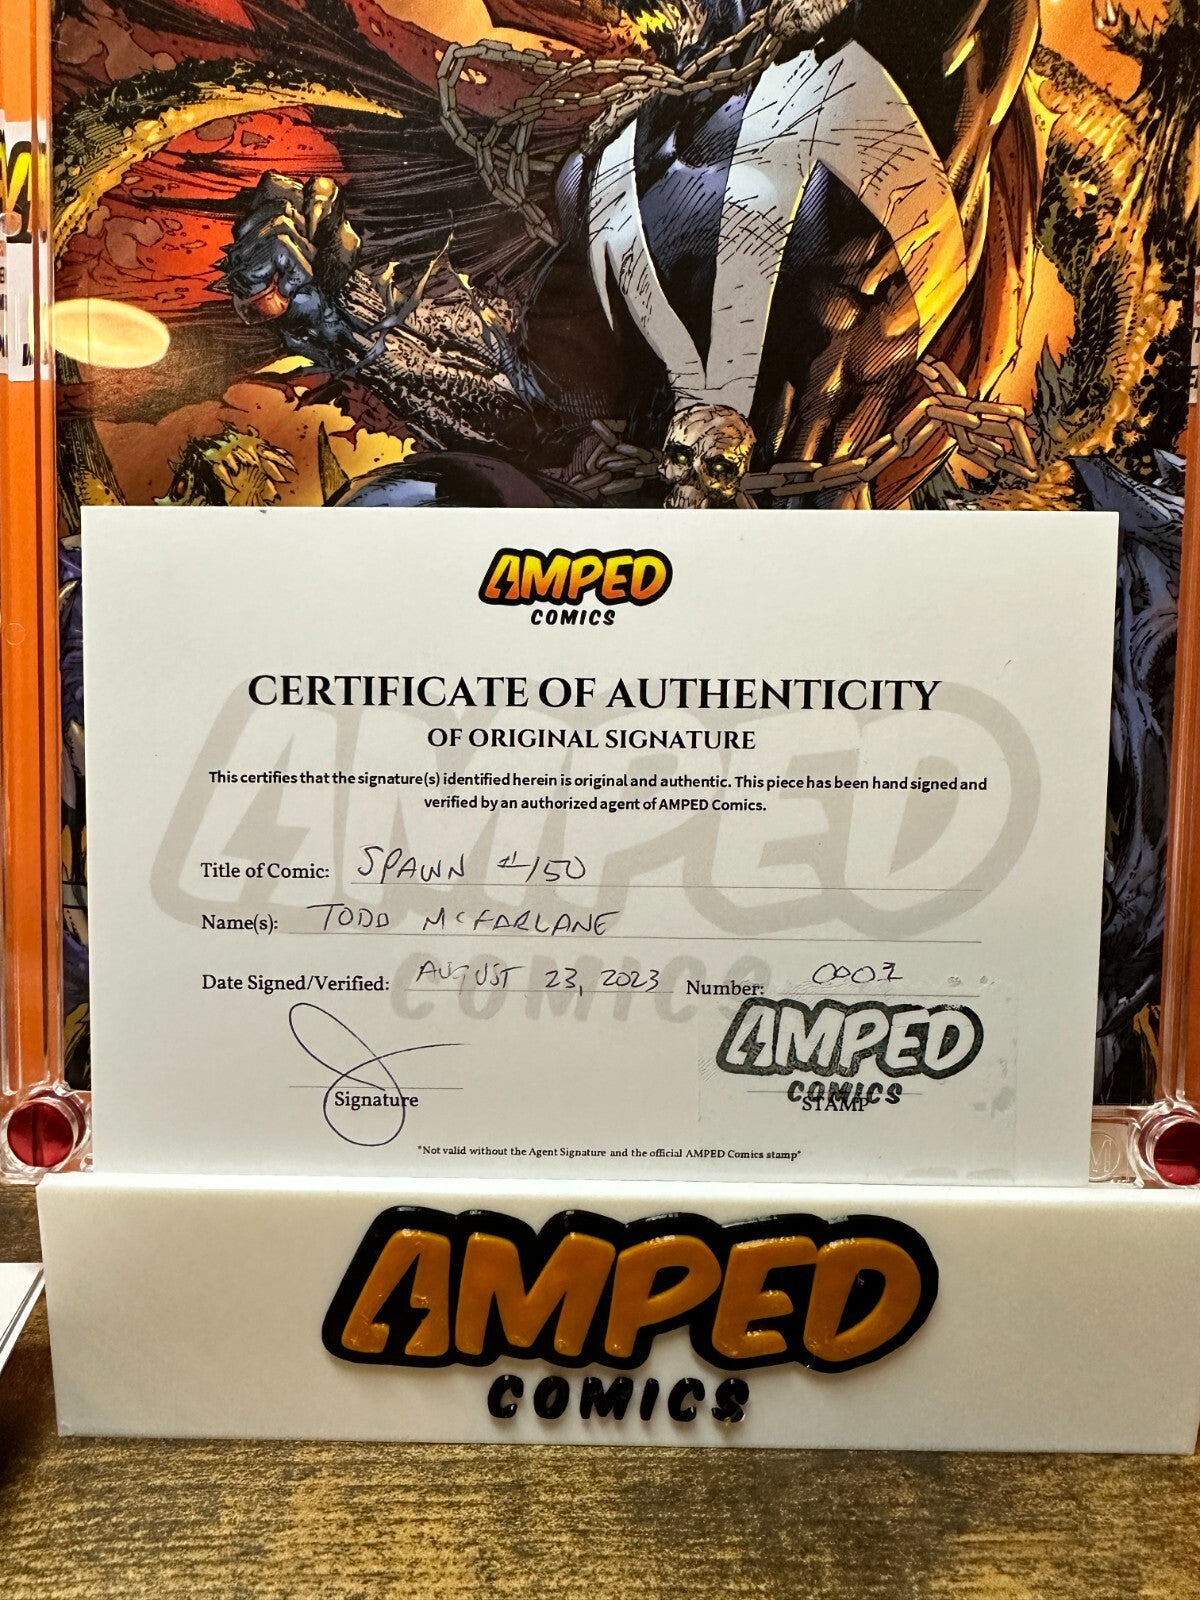 AMPED
COMICS
CERTIFICATE OF AUTHENTICITY
OF ORIGINAL SIGNATURE
This certifies that the signature(s) identified herein is original and authentic. This piece has been hand signed and
verified by an authorized agent of AMPED Comics.
Title of Comic: SPAWN #150
Name(s): TODD McFARLANE
Date Signed/Verified: AUGUST 23, 2023 Number:
AMPED
COMICS
Signature
STAMP
*Not valid without the Agent Signature and the official AMPED Comics stamp*
AMPED
COMICS
AMPED
COMICS